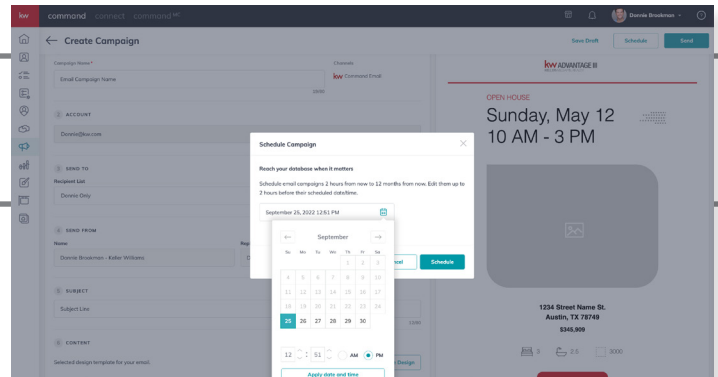 kw command connect command MC Donnie Brookman
← Create Campaign Save Draft Schedule Send
Campaign Name* Channels
Email Campaign Name kw Command Email
ACCOUNT
Donnie@kw.com
SEND TO
Recipient List
Donnie Only
SEND FROM
Name
Donnie Brookman - Keller Williams
SUBJECT
Subject Line
CONTENT
Selected design template for your email. Design
Schedule Campaign
Reach your database when it matters
Schedule email campaigns 2 hours from now to 12 months from now. Edit them up to
2 hours before their scheduled date/time.
September 25, 2022 12:51 PM
← September →
Su Mo Tu We Th Fr Sa
1 2 3
4 5 6 7 8 9 10
11 12 13 14 15 16 17
18 19 20 21 22 23 24
25 26 27 28 29 30
12 : 51 AM PM
Apply date and time
Schedule
kw ADVANTAGE III
OPEN HOUSE
Sunday, May 12
10 AM - 3 PM
1234 Street Name St.
Austin, TX 78749
$345,909
3 2.5 3000